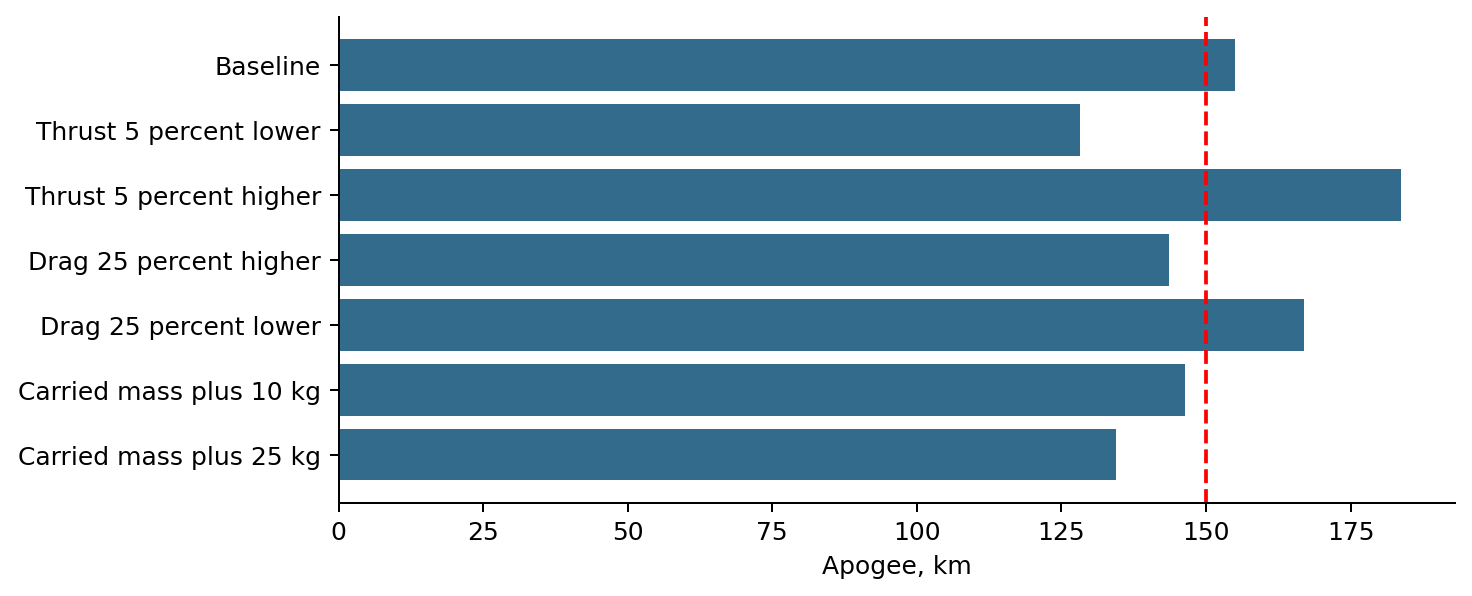 Baseline
Thrust 5 percent lower
Thrust 5 percent higher
Drag 25 percent higher
Drag 25 percent lower
Carried mass plus 10 kg
Carried mass plus 25 kg
0 25 50 75 100 125 150 175
Apogee, km